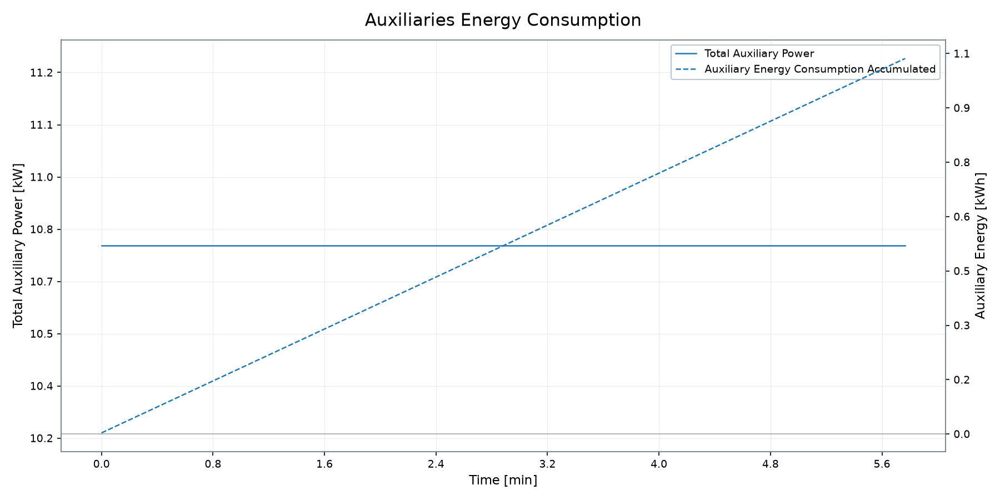 Auxiliaries Energy Consumption
Total Auxiliary Power
Auxiliary Energy Consumption Accumulated
Total Auxiliary Power [kW]
11.2
11.1
11.0
10.8
10.7
10.5
10.4
10.2
1.1
0.9
0.8
0.6
0.5
0.3
0.2
0.0
Auxiliary Energy [kWh]
0.0 0.8 1.6 2.4 3.2 4.0 4.8 5.6
Time [min]